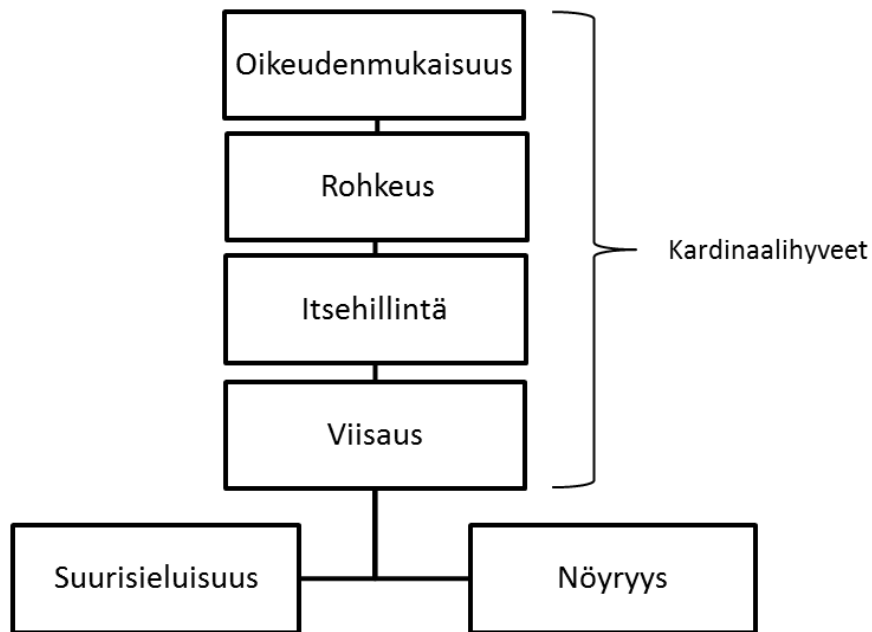 Oikeudenmukaisuus
Rohkeus
Kardinaalihyveet
Itsehillintä
Viisaus
Suurisieluisuus
Nöyryys